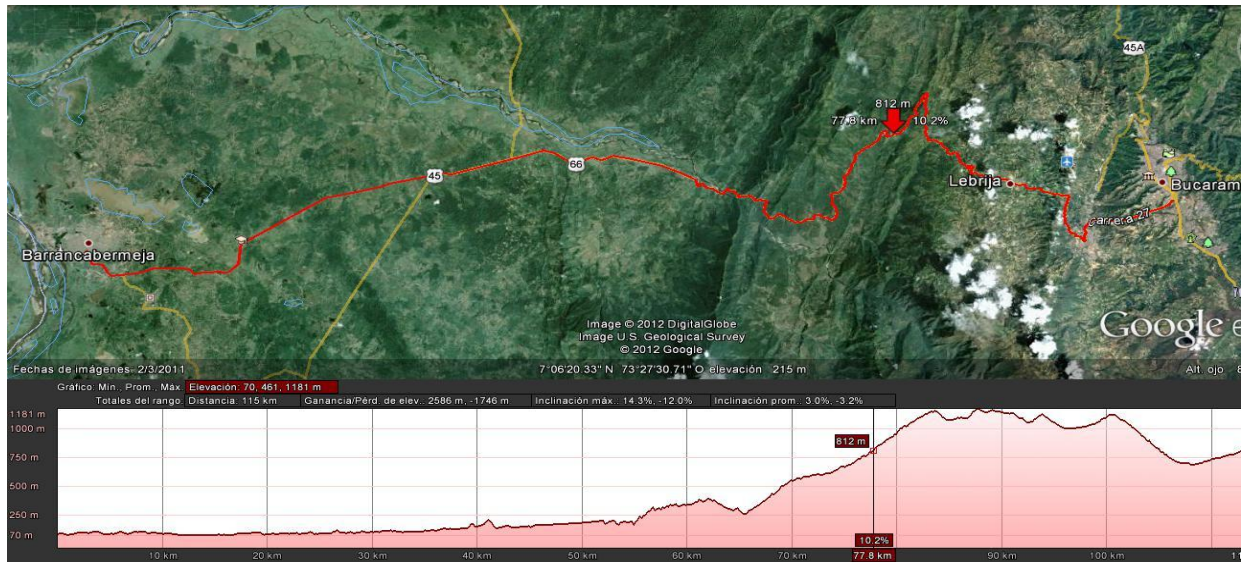 45A
812 m
77.8 km 10.2%
66
45
Lebrija
Bucaram
Carrera 27
Barrancabermeja
Image © 2012 DigitalGlobe
Image U.S. Geological Survey
© 2012 Google
Google e
Fechas de imágenes: 2/3/2011 7°06'20.33" N 73°27'30.71" O elevación 215 m Alt. ojo 8
Gráfico: Mín., Prom., Máx. Elevación: 70, 461, 1181 m
Totales del rango: Distancia: 115 km Ganancia/Pérd. de elev.: 2586 m, -1746 m Inclinación máx.: 14.3%, -12.0% Inclinación prom.: 3.0%, -3.2%
1181 m
1000 m
812 m
750 m
500 m
250 m
70 m
10.2%
10 km 20 km 30 km 40 km 50 km 60 km 70 km 77.8 km 90 km 100 km 11